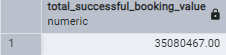 total_successful_booking_value
numeric
1 35080467.00